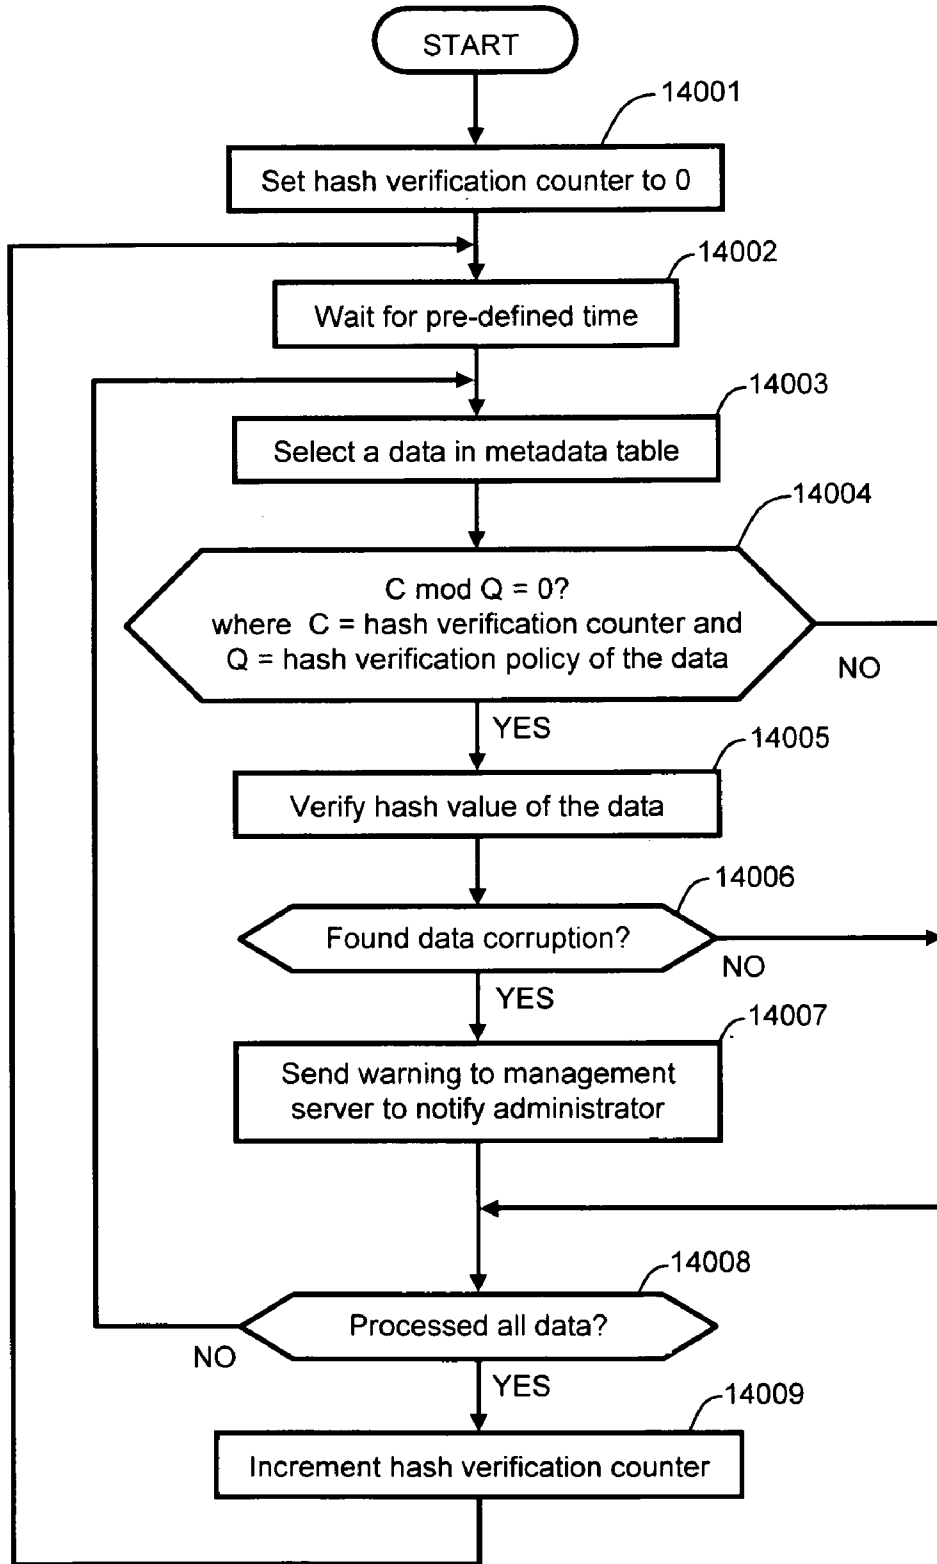 START
14001
Set hash verification counter to 0
14002
Wait for pre-defined time
14003
Select a data in metadata table
14004
C mod Q = 0?
where C = hash verification counter and
Q = hash verification policy of the data
NO
YES
14005
Verify hash value of the data
14006
Found data corruption?
NO
YES
14007
Send warning to management
server to notify administrator
14008
Processed all data?
NO
YES
14009
Increment hash verification counter